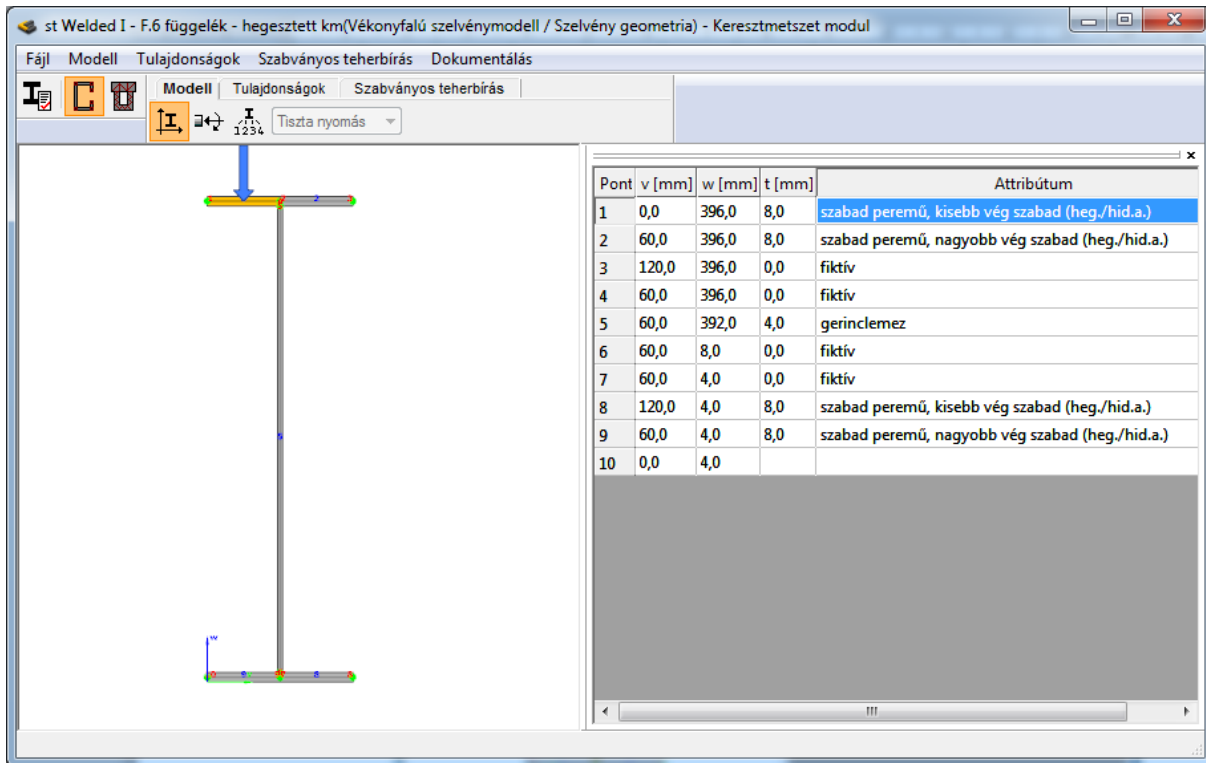 st Welded I - F.6 függelék - hegesztett km(Vékonyfalú szelvénymodell / Szelvény geometria) - Keresztmetszet modul
Fájl Modell Tulajdonságok Szabványos teherbírás Dokumentálás
Modell Tulajdonságok Szabványos teherbírás
1234 Tiszta nyomás
Pont v [mm] w [mm] t [mm] Attribútum
1 0,0 396,0 8,0 szabad peremű, kisebb vég szabad (heg./hid.a.)
2 60,0 396,0 8,0 szabad peremű, nagyobb vég szabad (heg./hid.a.)
3 120,0 396,0 0,0 fiktív
4 60,0 396,0 0,0 fiktív
5 60,0 392,0 4,0 gerinclemez
6 60,0 8,0 0,0 fiktív
7 60,0 4,0 0,0 fiktív
8 120,0 4,0 8,0 szabad peremű, kisebb vég szabad (heg./hid.a.)
9 60,0 4,0 8,0 szabad peremű, nagyobb vég szabad (heg./hid.a.)
10 0,0 4,0
2
5
w
9 8